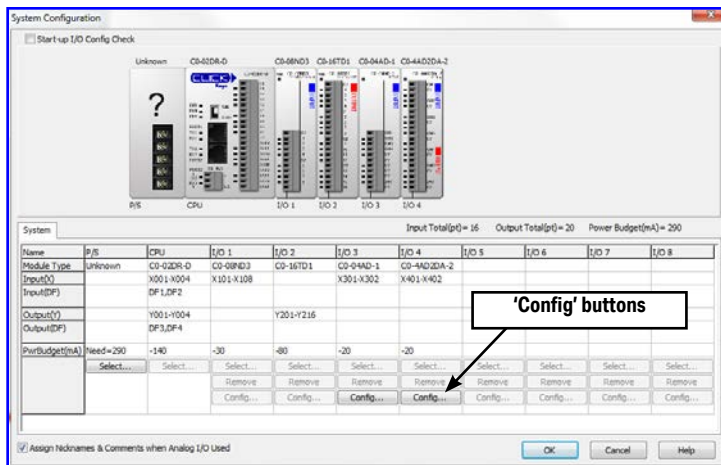 System Configuration
Start-up I/O Config Check
Unknown C0-02DR-D C0-08ND3 C0-16TD1 C0-04AD-1 C0-4AD2DA-2
CLICK
?
P/S CPU I/O 1 I/O 2 I/O 3 I/O 4
System Input Total(pt)= 16 Output Total(pt)= 20 Power Budget(mA)= 290
Name P/S CPU I/O 1 I/O 2 I/O 3 I/O 4 I/O 5 I/O 6 I/O 7 I/O 8
Module Type Unknown C0-02DR-D C0-08ND3 C0-16TD1 C0-04AD-1 C0-4AD2DA-2
Input(X) X001-X004 X101-X108 X301-X302 X401-X402
Input(DF) DF1,DF2
'Config' buttons
Output(Y) Y001-Y004 Y201-Y216
Output(DF) DF3,DF4
PwrBudget(mA) Need=290 -140 -30 -80 -20 -20
Select... Select... Select... Select... Select... Select... Select... Select... Select... Select...
Remove Remove Remove Remove Remove Remove Remove Remove
Config... Config... Config... Config... Config... Config... Config... Config...
Assign Nicknames & Comments when Analog I/O Used OK Cancel Help